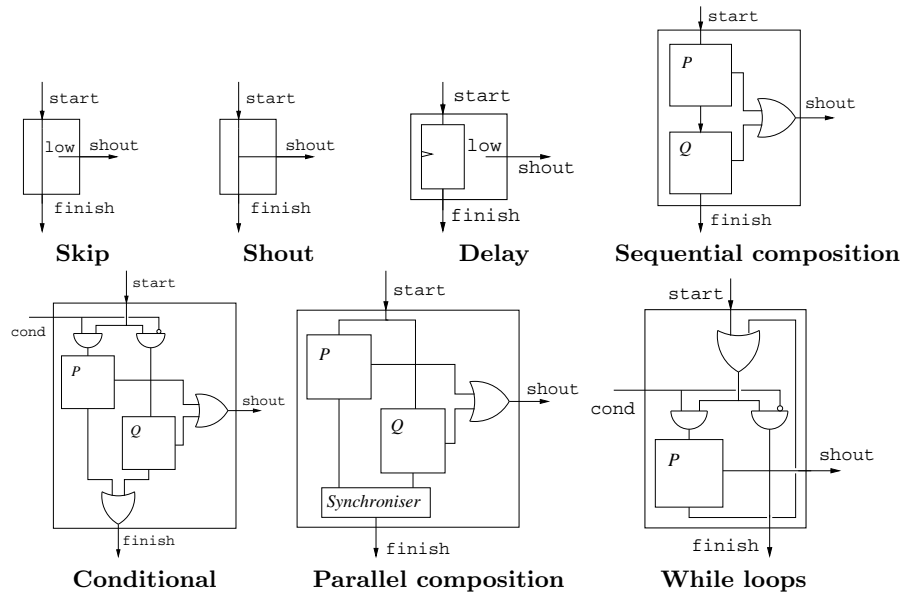 start
low
shout
finish
Skip
start
shout
finish
Shout
start
low
shout
finish
Delay
start
P
Q
shout
finish
Sequential composition
start
cond
P
Q
shout
finish
Conditional
start
P
Q
shout
Synchroniser
finish
Parallel composition
start
cond
P
shout
finish
While loops